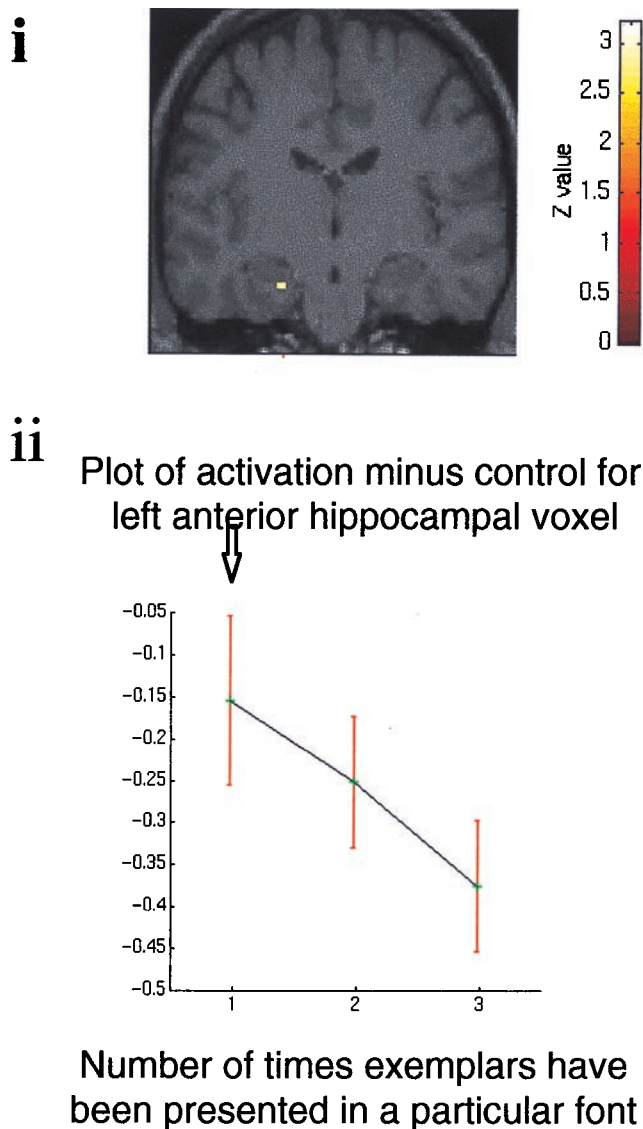 i
3
2.5
2
1.5
1
0.5
0
Z value
ii
Plot of activation minus control for
left anterior hippocampal voxel
-0.05
-0.1
-0.15
-0.2
-0.25
-0.3
-0.35
-0.4
-0.45
-0.5
1 2 3
Number of times exemplars have
been presented in a particular font